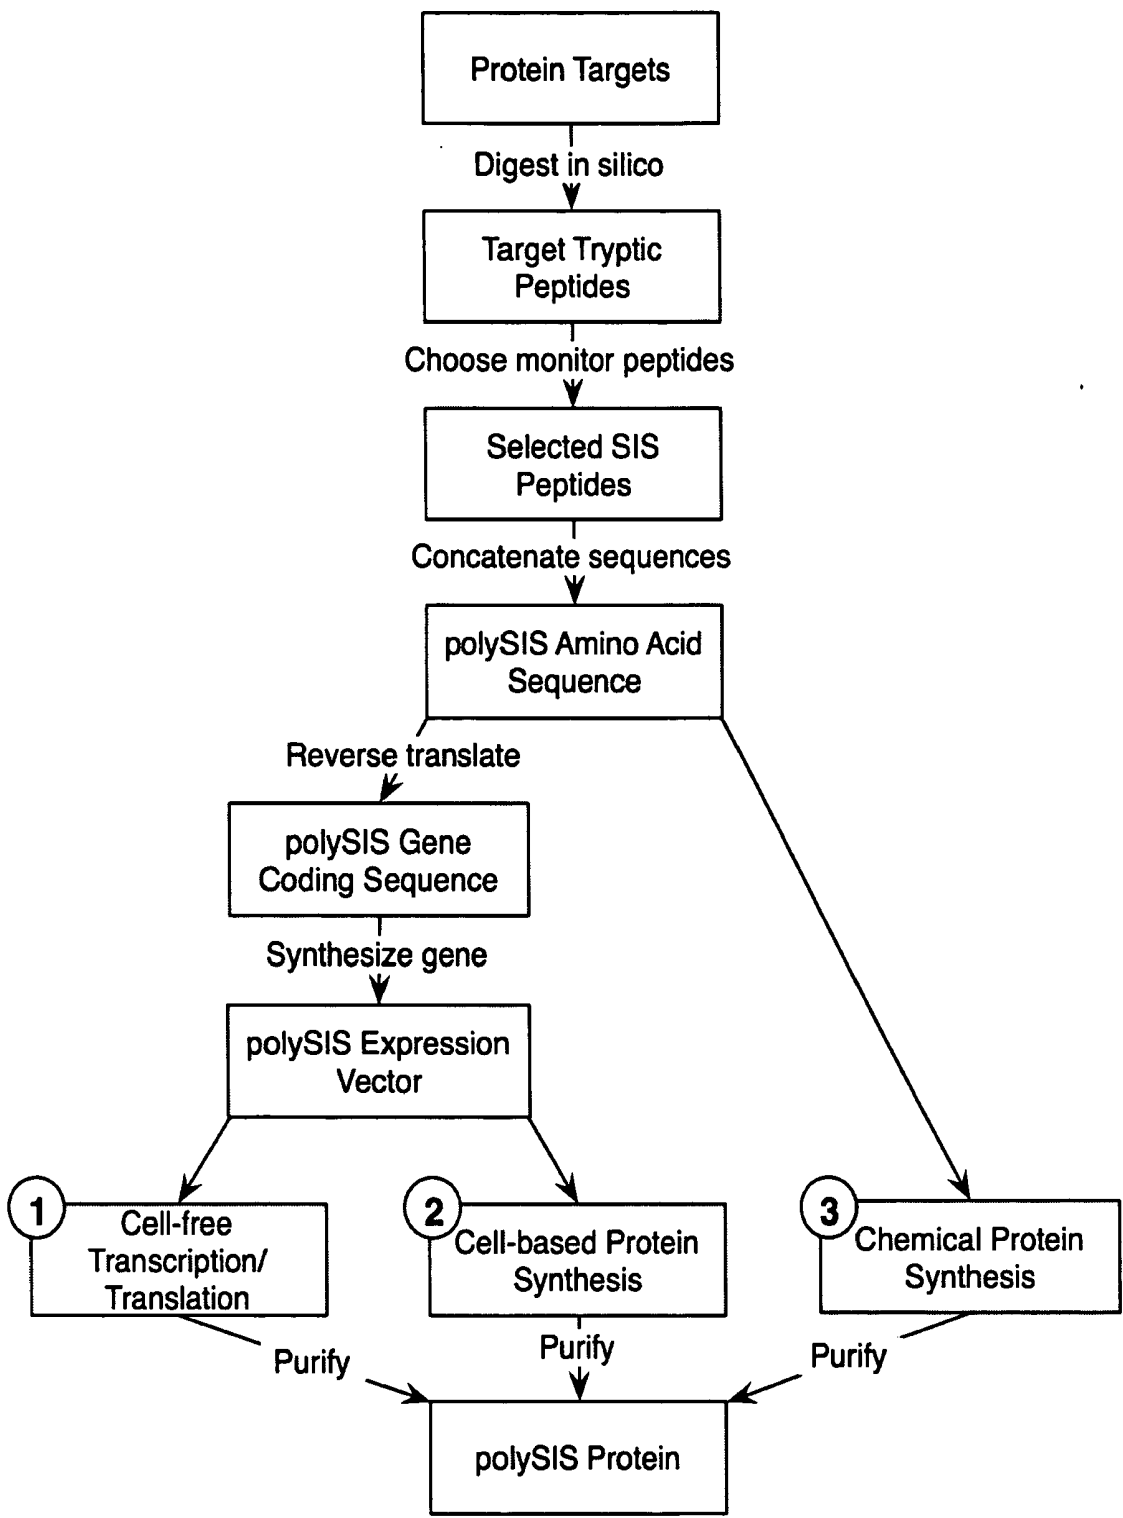 Protein Targets
Digest in silico
Target Tryptic
Peptides
Choose monitor peptides
Selected SIS
Peptides
Concatenate sequences
polySIS Amino Acid
Sequence
Reverse translate
polySIS Gene
Coding Sequence
Synthesize gene
polySIS Expression
Vector
1
Cell-free
Transcription/
Translation
2
Cell-based Protein
Synthesis
3
Chemical Protein
Synthesis
Purify
Purify
Purify
polySIS Protein